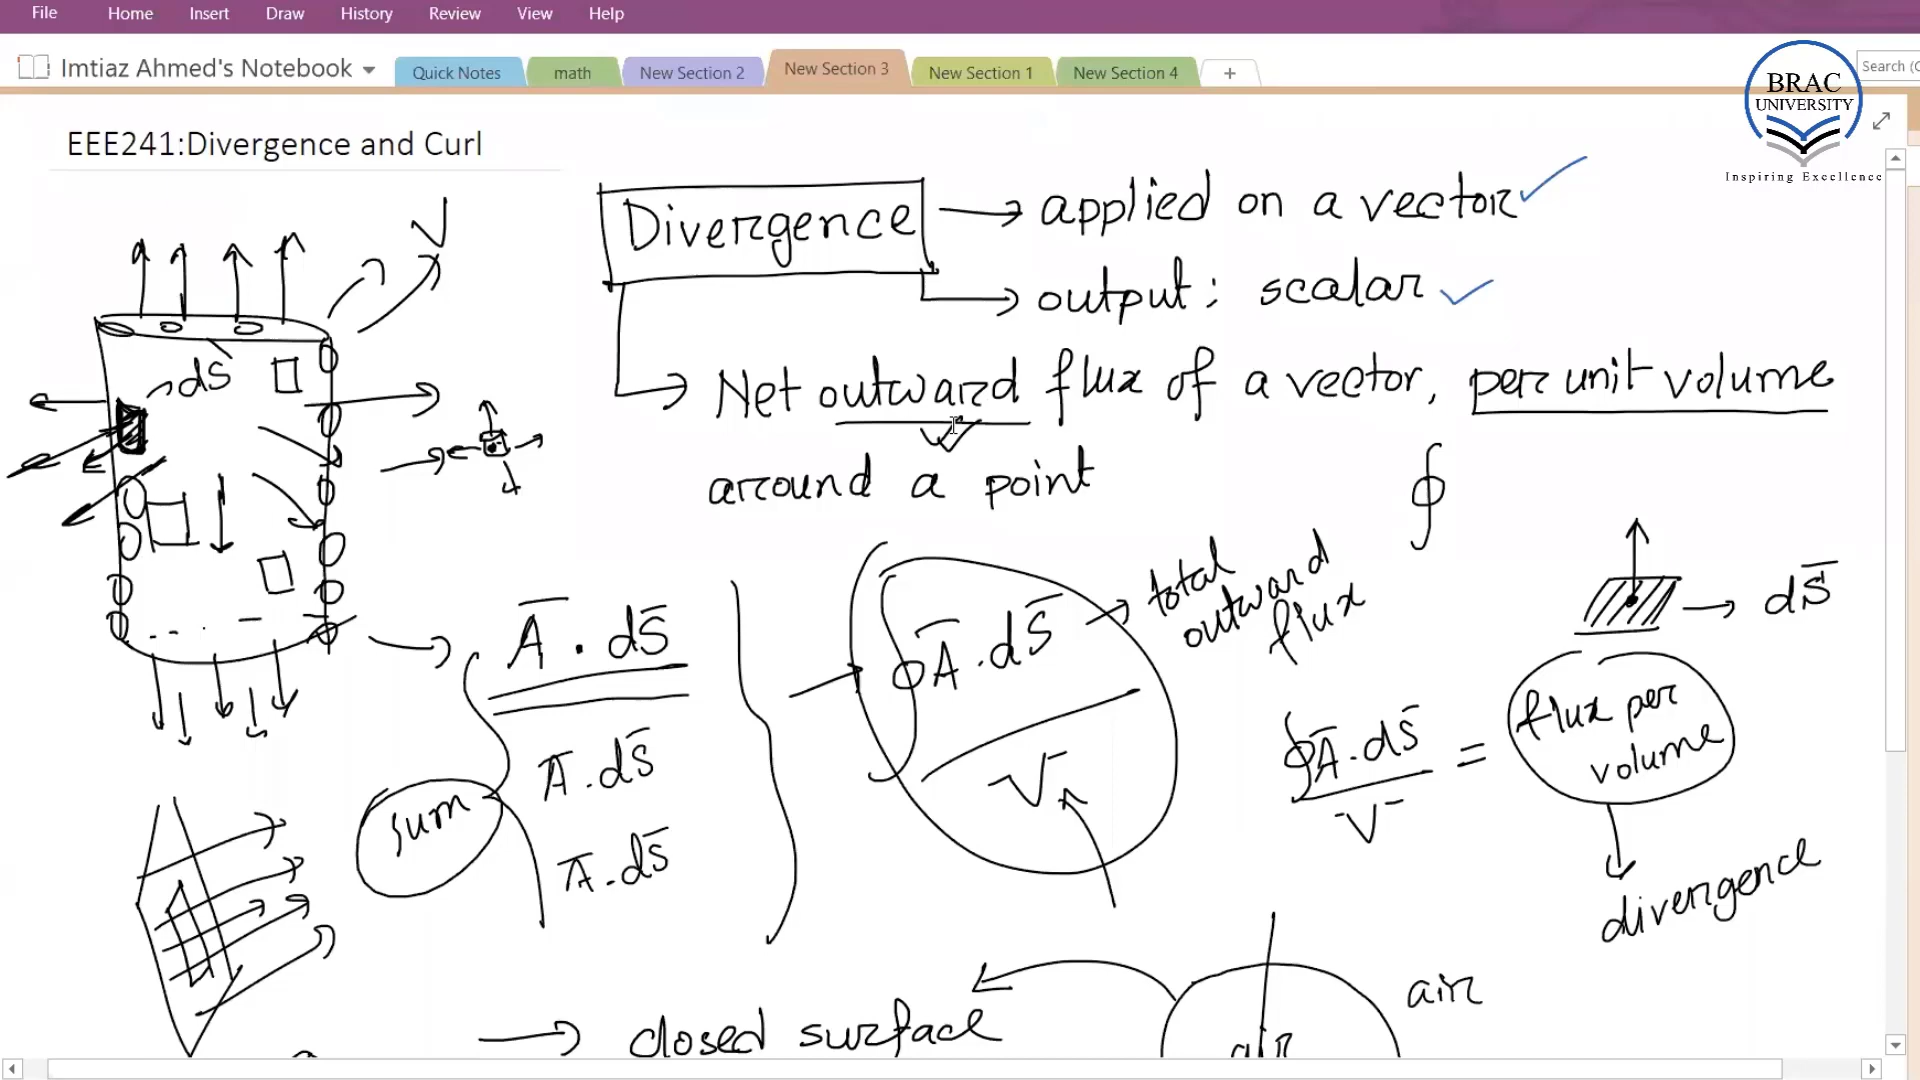 File Home Insert Draw History Review View Help
Imtiaz Ahmed's Notebook Quick Notes math New Section 2 New Section 3 New Section 1 New Section 4 +
Search (C
BRAC
UNIVERSITY
Inspiring Excellence
EEE241:Divergence and Curl
V
Divergence → applied on a vector
→ output: scalar
dS
→ Net outward flux of a vector, per unit volume
around a point
∮
A̅ . dS̅
∮A̅ . dS̅
V
→ total
outward
flux
→ dS̅
sum
A̅ . dS̅
A̅ . dS̅
∮A̅ . dS̅
V
=
flux per
volume
divergence
→ closed surface
air
air